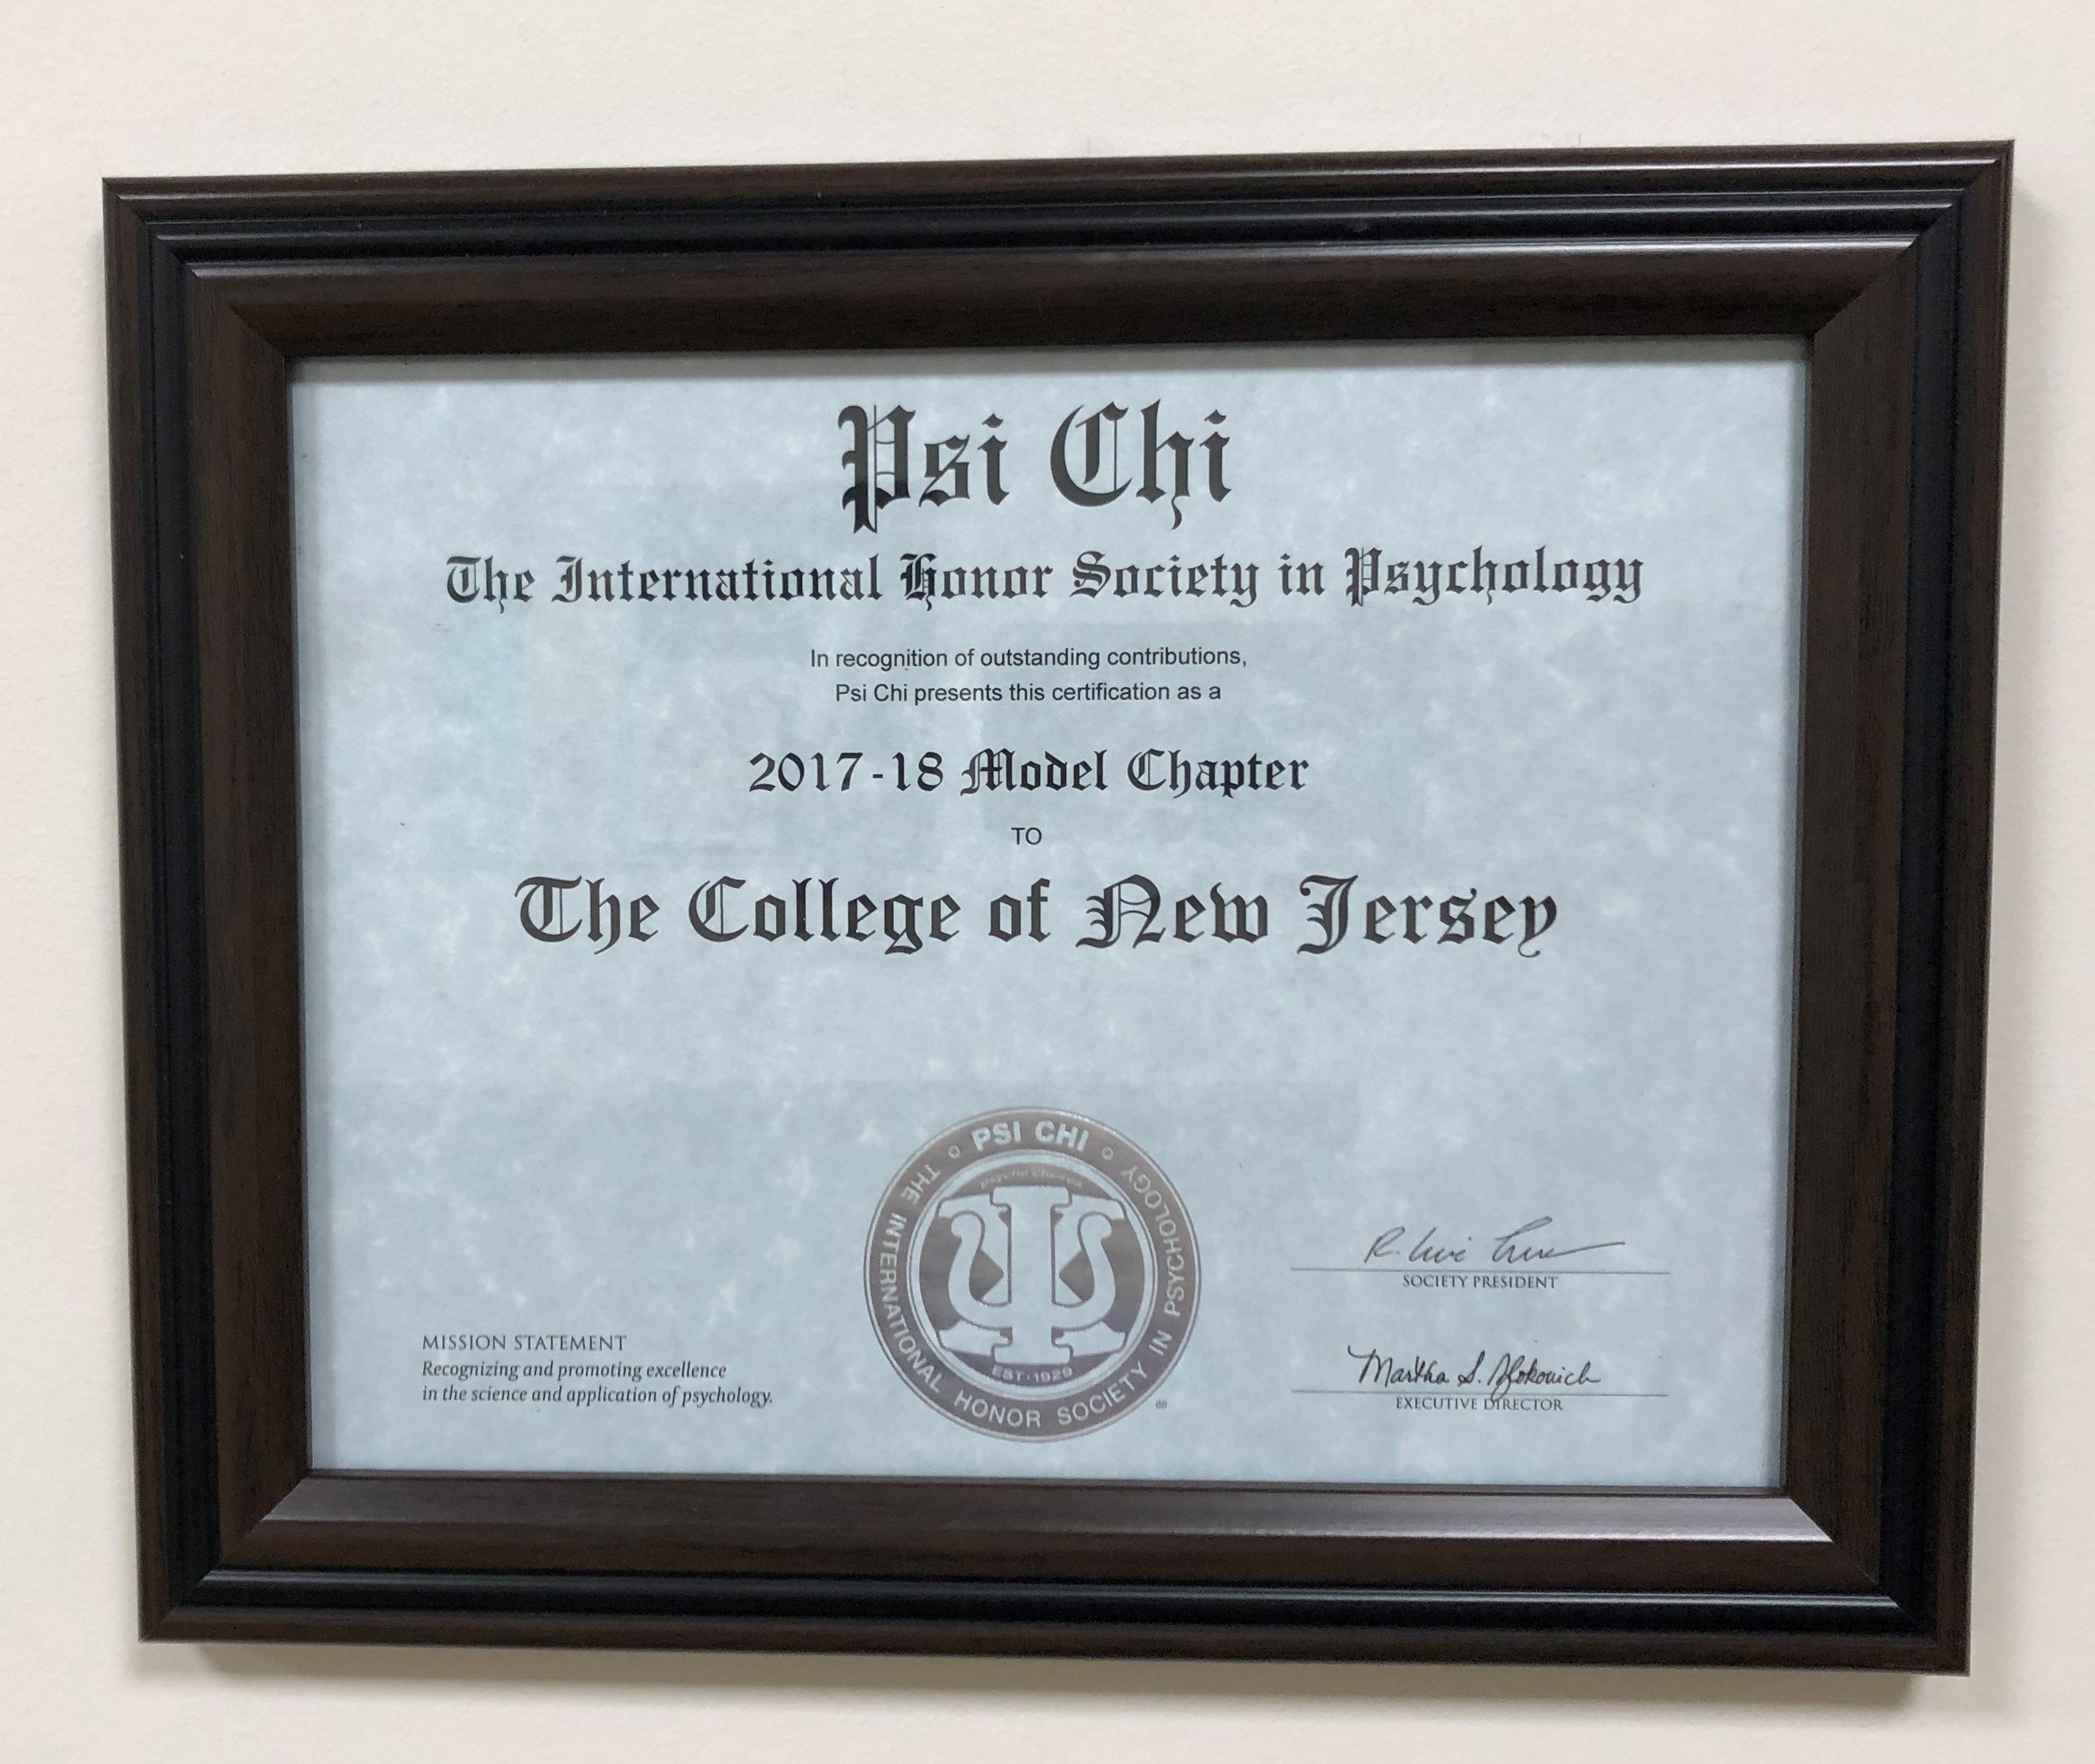 Psi Chi
The International Honor Society in Psychology
In recognition of outstanding contributions,
Psi Chi presents this certification as a
2017-18 Model Chapter
TO
The College of New Jersey
PSI CHI
THE INTERNATIONAL HONOR SOCIETY IN PSYCHOLOGY
EST·1929
SOCIETY PRESIDENT
Martha S. Zlokovich
EXECUTIVE DIRECTOR
MISSION STATEMENT
Recognizing and promoting excellence
in the science and application of psychology.